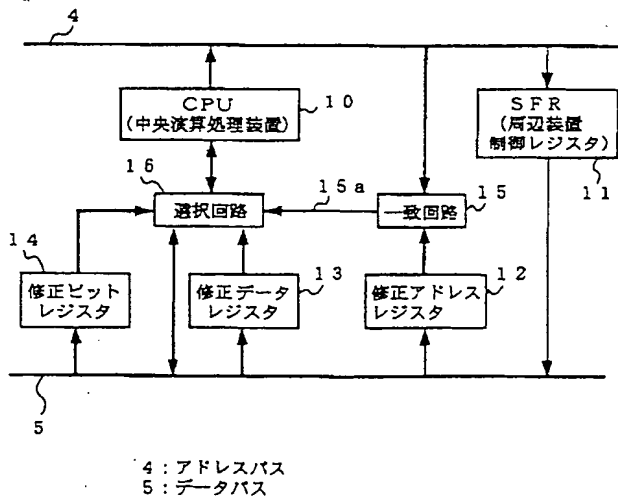 4
CPU
(中央演算処理装置)
10
SFR
(周辺装置
制御レジスタ)
11
16
選択回路
15a
一致回路
15
14
修正ビット
レジスタ
修正データ
レジスタ
13
修正アドレス
レジスタ
12
5
4:アドレスバス
5:データバス